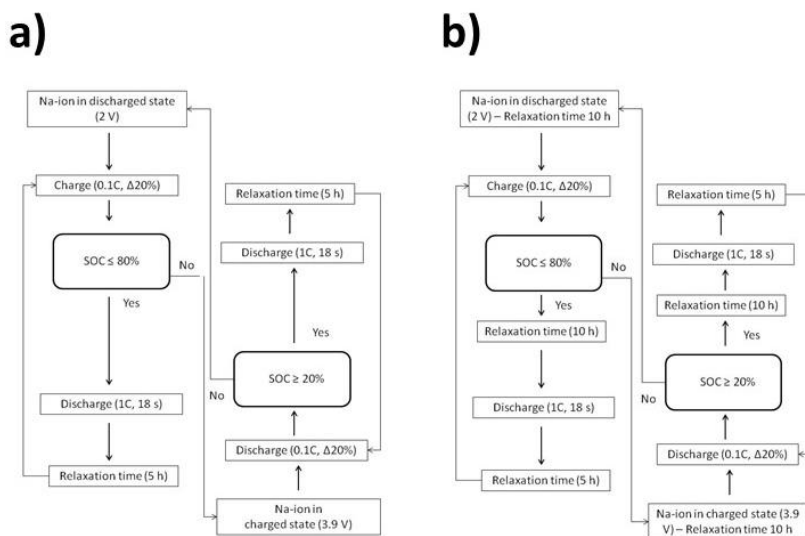 a)
Na-ion in discharged state
(2 V)
Charge (0.1C, Δ20%)
SOC ≤ 80%
No
Yes
Discharge (1C, 18 s)
Relaxation time (5 h)
Relaxation time (5 h)
Discharge (1C, 18 s)
Yes
SOC ≥ 20%
No
Discharge (0.1C, Δ20%)
Na-ion in
charged state (3.9 V)
b)
Na-ion in discharged state
(2 V) – Relaxation time 10 h
Charge (0.1C, Δ20%)
SOC ≤ 80%
No
Yes
Relaxation time (10 h)
Discharge (1C, 18 s)
Relaxation time (5 h)
Relaxation time (5 h)
Discharge (1C, 18 s)
Relaxation time (10 h)
Yes
SOC ≥ 20%
No
Discharge (0.1C, Δ20%)
Na-ion in charged state (3.9
V) – Relaxation time 10 h